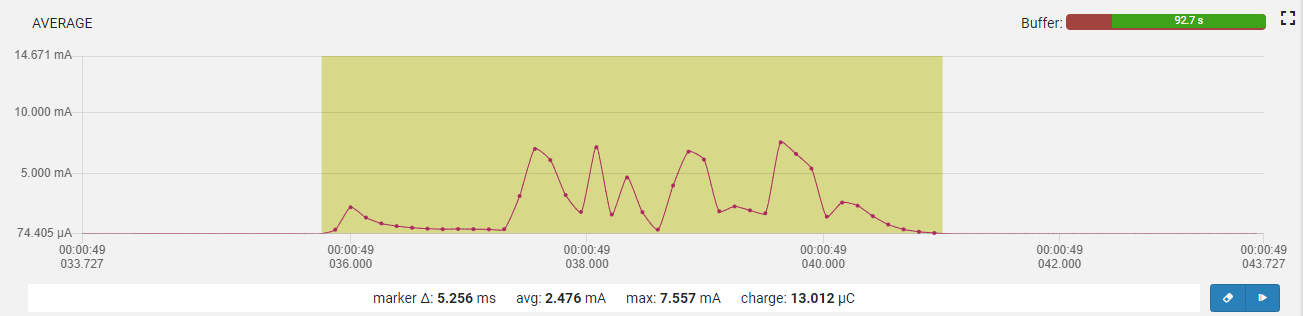 AVERAGE
Buffer: 92.7 s
14.671 mA
10.000 mA
5.000 mA
74.405 µA
00:00:49 00:00:49 00:00:49 00:00:49 00:00:49 00:00:49
033.727 036.000 038.000 040.000 042.000 043.727
marker Δ: 5.256 ms avg: 2.476 mA max: 7.557 mA charge: 13.012 µC